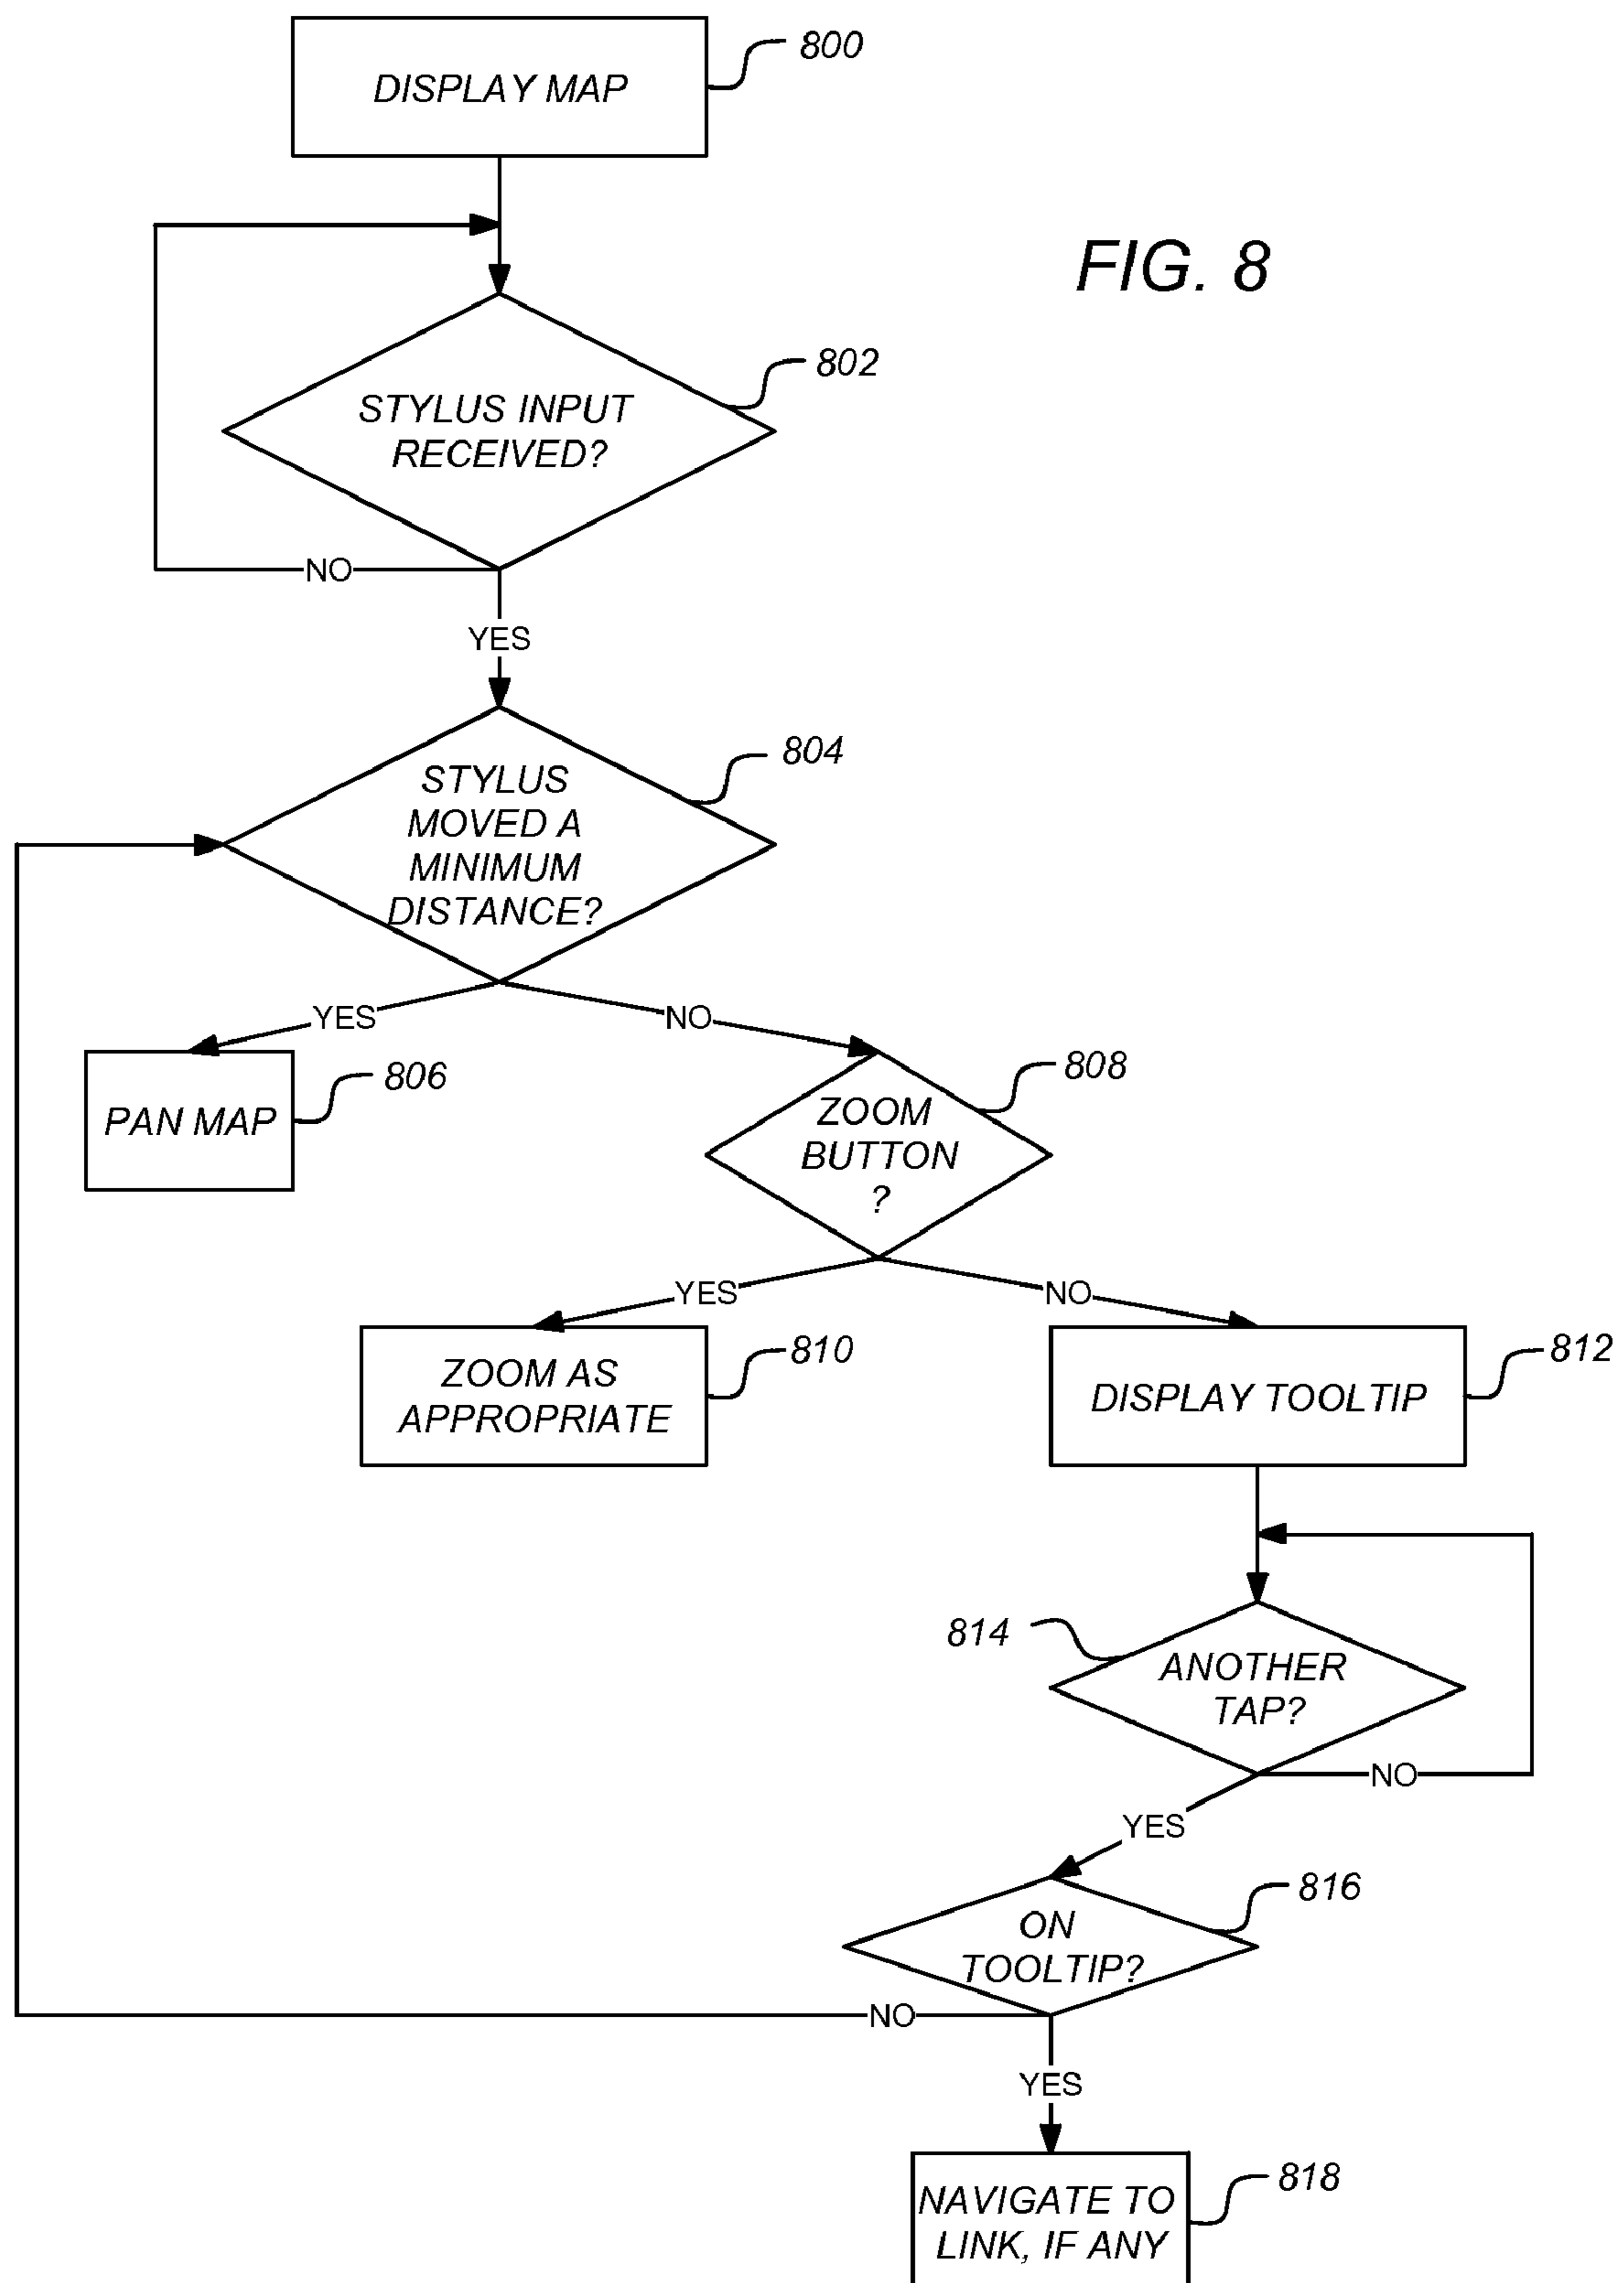 800
DISPLAY MAP
FIG. 8
802
STYLUS INPUT
RECEIVED?
NO
YES
804
STYLUS
MOVED A
MINIMUM
DISTANCE?
YES
NO
806
PAN MAP
808
ZOOM
BUTTON
?
YES
NO
810
ZOOM AS
APPROPRIATE
812
DISPLAY TOOLTIP
814
ANOTHER
TAP?
NO
YES
816
ON
TOOLTIP?
NO
YES
818
NAVIGATE TO
LINK, IF ANY